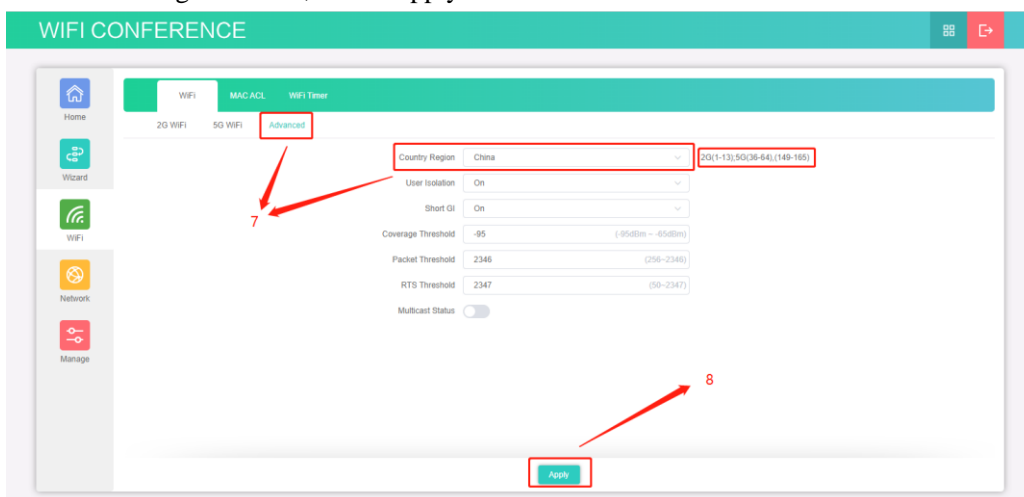 WIFI CONFERENCE
Home
Wizard
WiFi
Network
Manage
WiFi MAC ACL WiFi Timer
2G WiFi 5G WiFi Advanced
Country Region China 2G(1-13);5G(36-64),(149-165)
User Isolation On
Short GI On
Coverage Threshold -95 (-95dBm ~ -65dBm)
Packet Threshold 2346 (256~2346)
RTS Threshold 2347 (50~2347)
Multicast Status
7
8
Apply